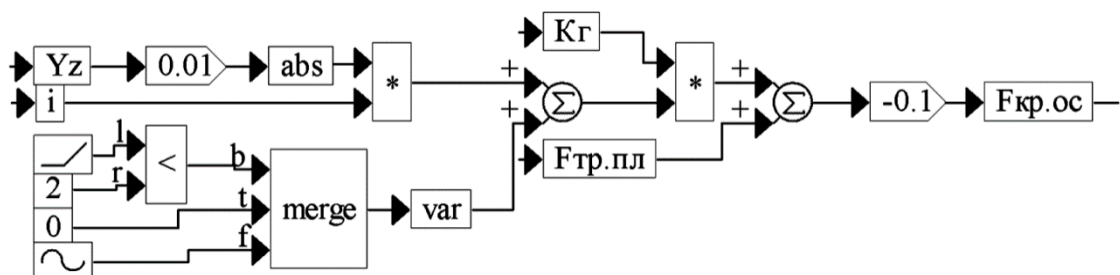 Кг
Yz 0.01 abs * + * +
Σ Σ -0.1 Fкр.ос
i +
+
l
< b Fтр.пл
r
2 t merge var
0
f